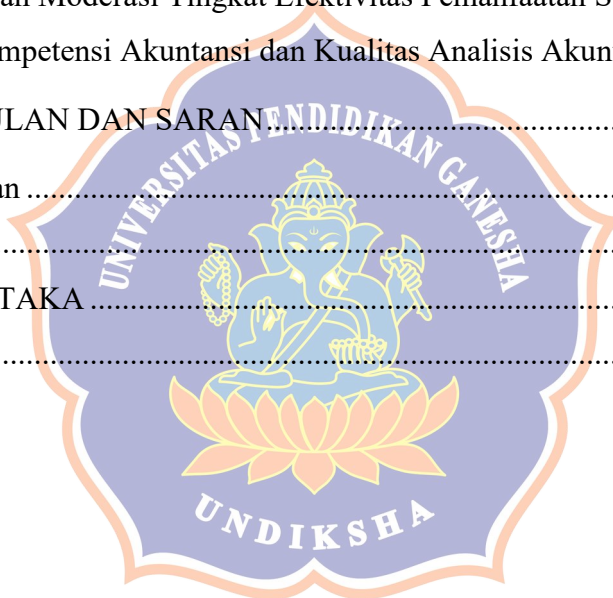 an Moderasi Tingkat Efektivitas Pemanfaatan S
mpetensi Akuntansi dan Kualitas Analisis Akun
ULAN DAN SARAN........................................
an ........................................
........................................
TAKA ........................................
........................................
UNIVERSITAS PENDIDIKAN GANESHA
UNDIKSHA